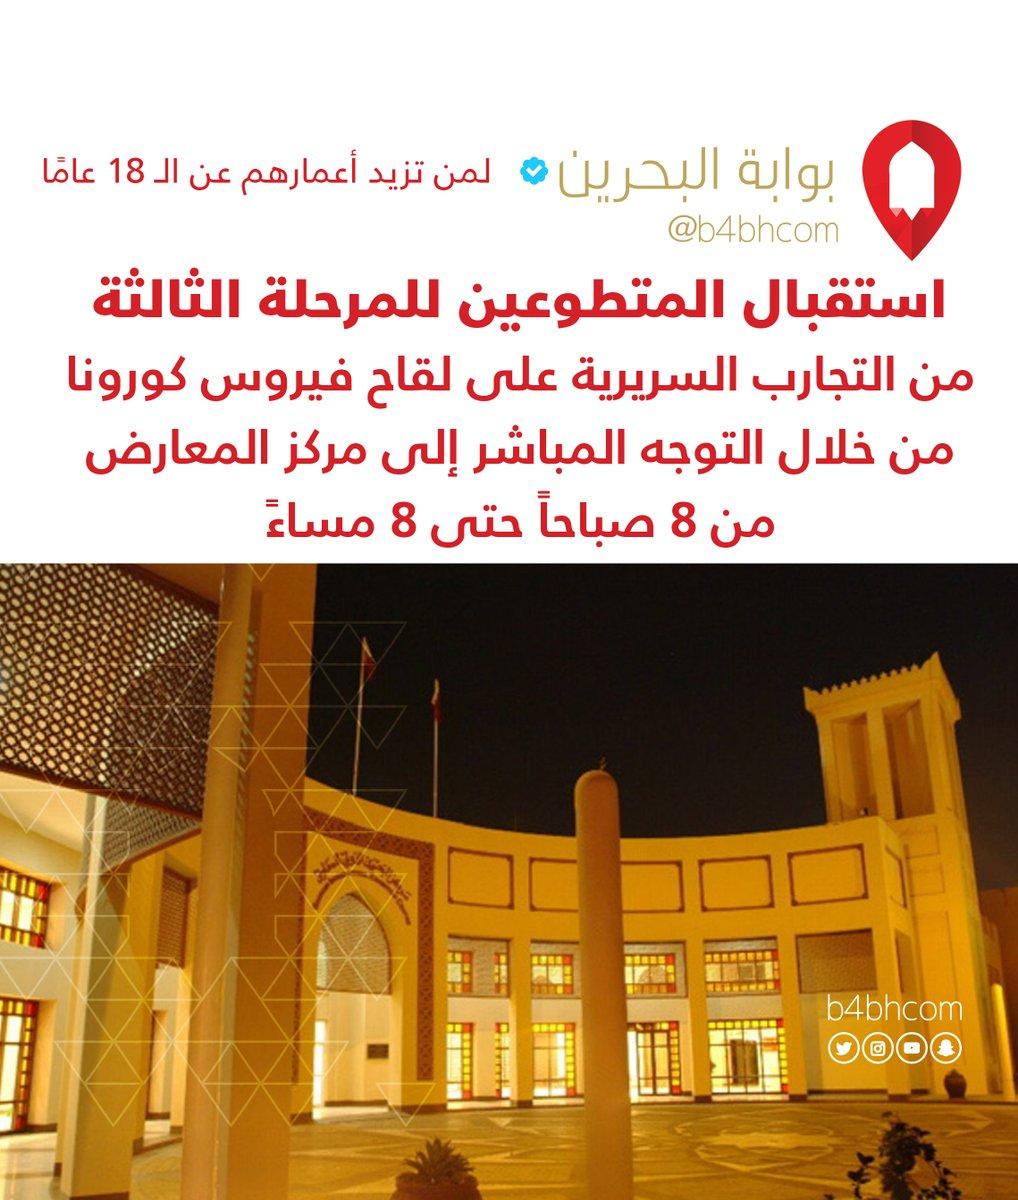 بوابة البحرين
لمن تزيد أعمارهم عن الـ 18 عامًا
@b4bhcom
استقبال المتطوعين للمرحلة الثالثة
من التجارب السريرية على لقاح فيروس كورونا
من خلال التوجه المباشر إلى مركز المعارض
من 8 صباحاً حتى 8 مساءً
b4bhcom